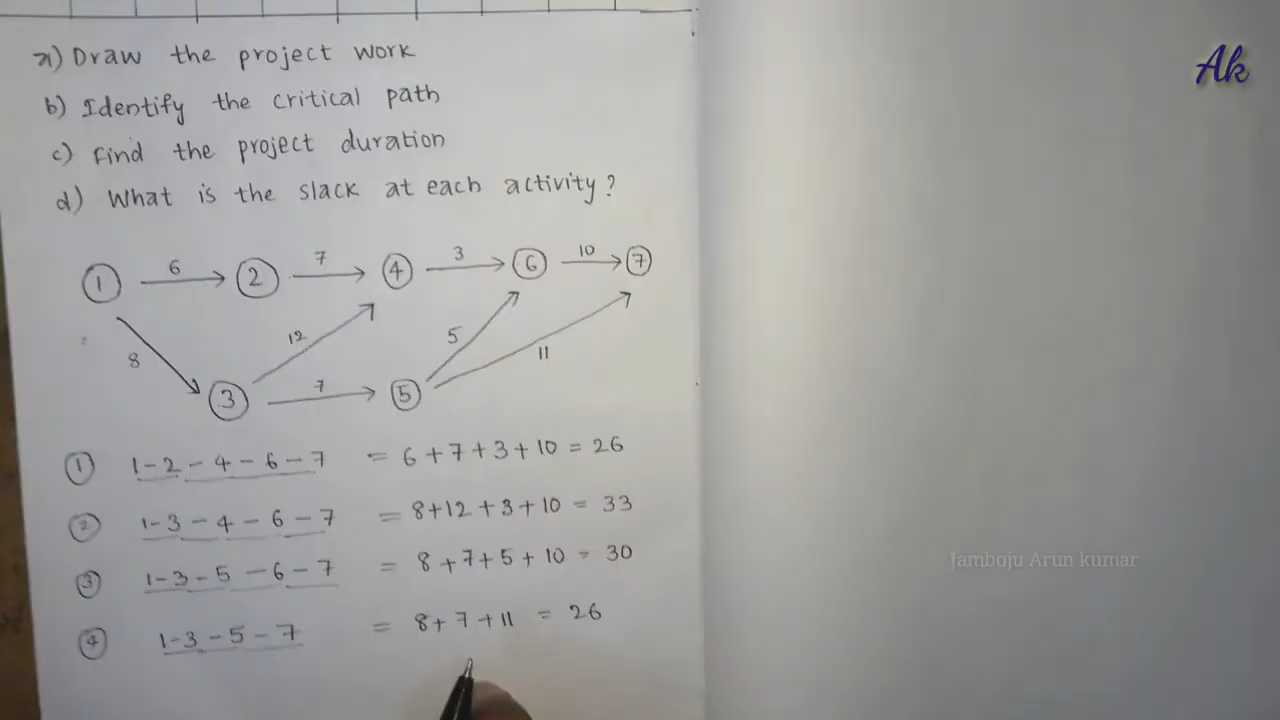 a) Draw the project work
b) Identify the critical path
c) Find the project duration
d) What is the slack at each activity?
1 6 2 7 4 3 6 10 7
8 12 5 11
3 7 5
① 1-2-4-6-7 = 6+7+3+10 = 26
② 1-3-4-6-7 = 8+12+3+10 = 33
③ 1-3-5-6-7 = 8+7+5+10 = 30
④ 1-3-5-7 = 8+7+11 = 26
Ak
Jamboju Arun kumar